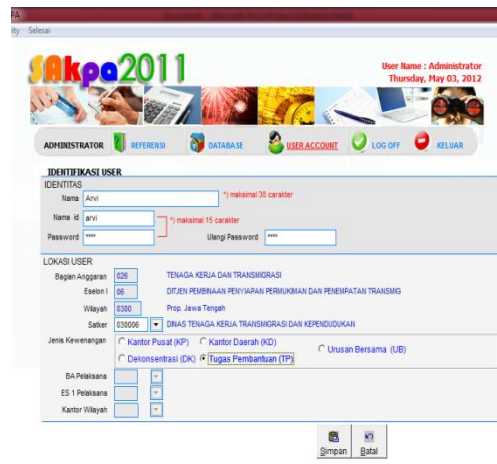 PA
ity Selesai
SAkpa2011
User Name : Administrator
Thursday, May 03, 2012
ADMINISTRATOR REFERENSI DATABASE USER ACCOUNT LOG OFF KELUAR
IDENTIFIKASI USER
IDENTITAS
Nama Arvi *) maksimal 30 carakter
Nama id arvi *) maksimal 15 carakter
Password **** Ulangi Password ****
LOKASI USER
Bagian Anggaran 026 TENAGA KERJA DAN TRANSMIGRASI
Eselon I 06 DITJEN PEMBINAAN PENYIAPAN PERMUKIMAN DAN PENEMPATAN TRANSMIG
Wilayah 0300 Prop. Jawa Tengah
Satker 030006 DINAS TENAGA KERJA TRANSMIGRASI DAN KEPENDUDUKAN
Jenis Kewenangan Kantor Pusat (KP) Kantor Daerah (KD) Urusan Bersama (UB)
Dekonsentrasi (DK) Tugas Pembantuan (TP)
BA Pelaksana
ES 1 Pelaksana
Kantor Wilayah
Simpan Batal